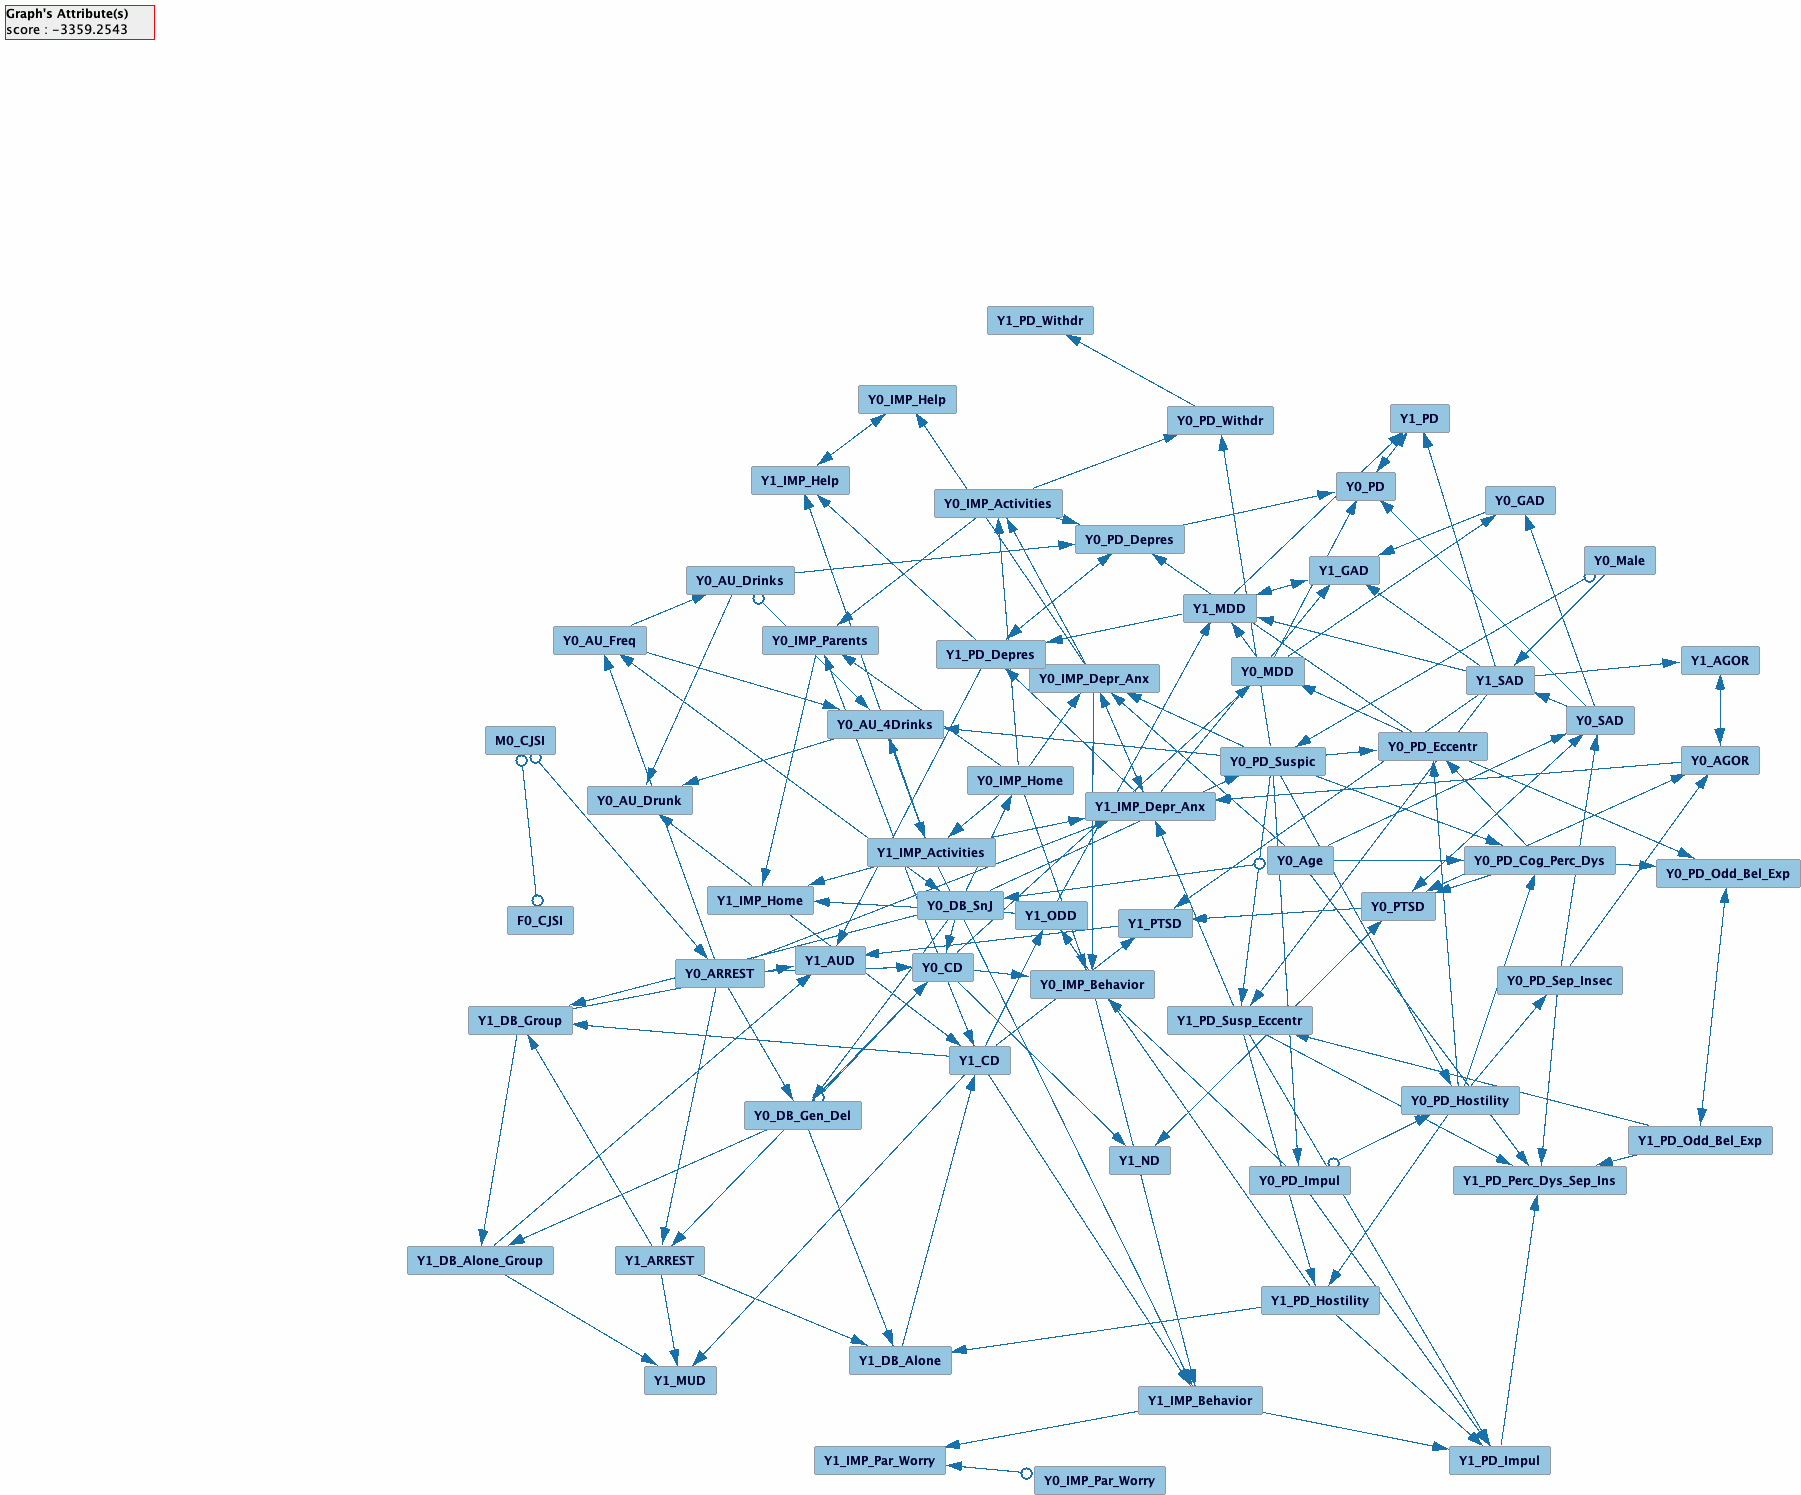 Graph's Attribute(s)
score : -3359.2543
Y1_PD_Withdr
Y0_IMP_Help
Y0_PD_Withdr
Y1_PD
Y1_IMP_Help
Y0_PD
Y0_IMP_Activities
Y0_GAD
Y0_PD_Depres
Y0_Male
Y1_GAD
Y0_AU_Drinks
Y1_MDD
Y0_AU_Freq
Y0_IMP_Parents
Y1_PD_Depres
Y1_AGOR
Y0_MDD
Y0_IMP_Depr_Anx
Y1_SAD
Y0_SAD
Y0_AU_4Drinks
M0_CJSI
Y0_PD_Eccentr
Y0_PD_Suspic
Y0_AGOR
Y0_IMP_Home
Y0_AU_Drunk
Y1_IMP_Depr_Anx
Y1_IMP_Activities
Y0_Age
Y0_PD_Cog_Perc_Dys
Y0_PD_Odd_Bel_Exp
Y1_IMP_Home
Y0_DB_SnJ
Y0_PTSD
Y1_ODD
F0_CJSI
Y1_PTSD
Y1_AUD
Y0_CD
Y0_ARREST
Y0_PD_Sep_Insec
Y0_IMP_Behavior
Y1_DB_Group
Y1_PD_Susp_Eccentr
Y1_CD
Y0_PD_Hostility
Y0_DB_Gen_Del
Y1_PD_Odd_Bel_Exp
Y1_ND
Y0_PD_Impul
Y1_PD_Perc_Dys_Sep_Ins
Y1_DB_Alone_Group
Y1_ARREST
Y1_PD_Hostility
Y1_DB_Alone
Y1_MUD
Y1_IMP_Behavior
Y1_IMP_Par_Worry
Y1_PD_Impul
Y0_IMP_Par_Worry